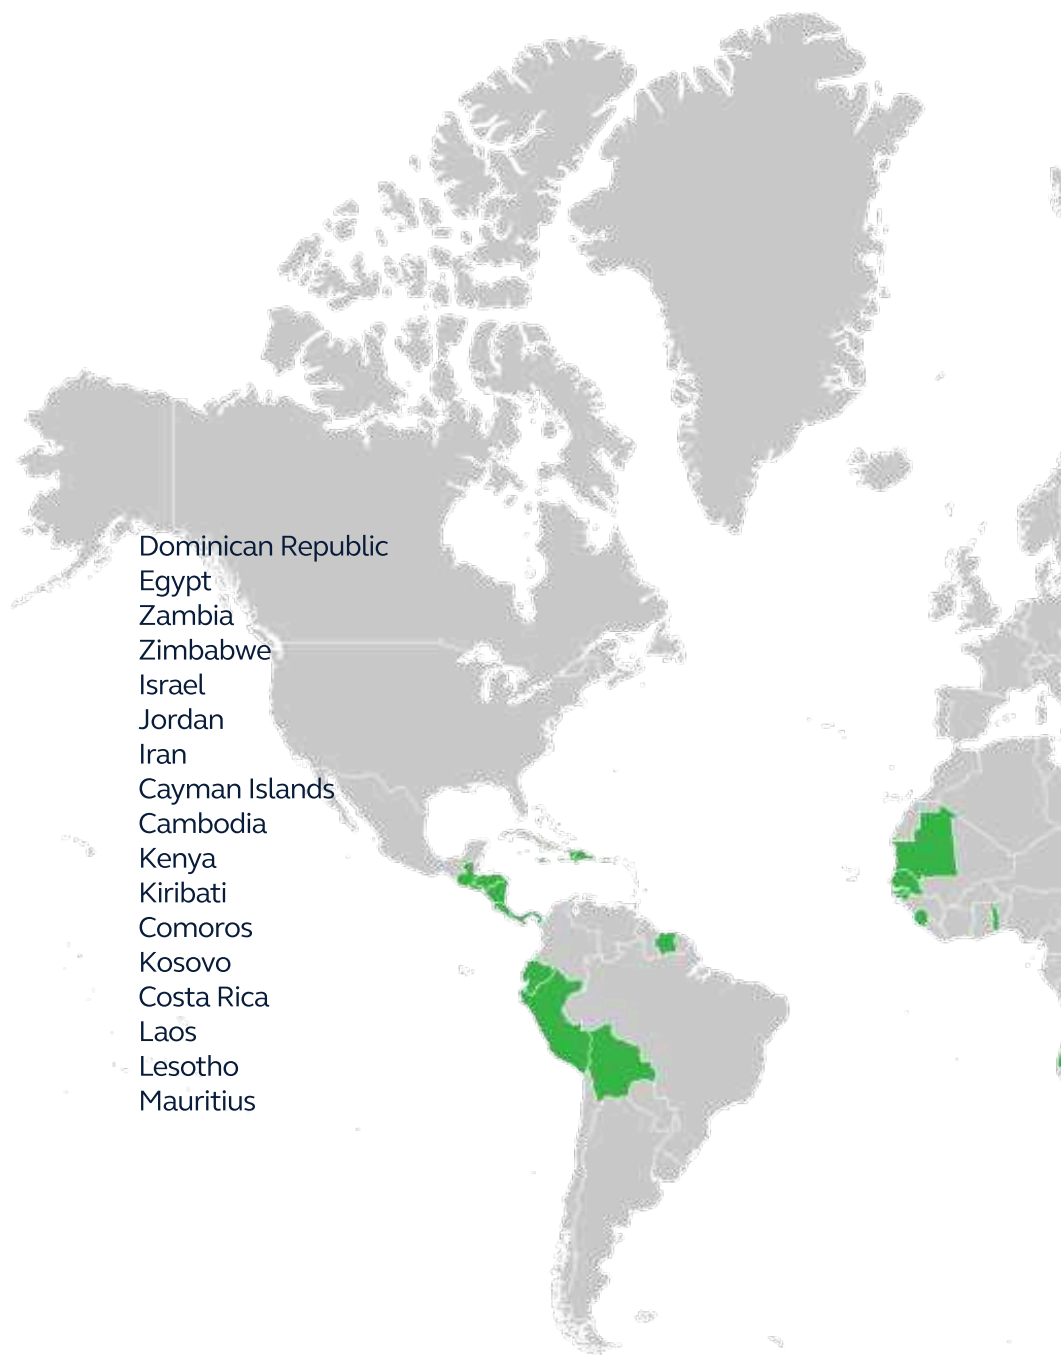 Dominican Republic
Egypt
Zambia
Zimbabwe
Israel
Jordan
Iran
Cayman Islands
Cambodia
Kenya
Kiribati
Comoros
Kosovo
Costa Rica
Laos
Lesotho
Mauritius